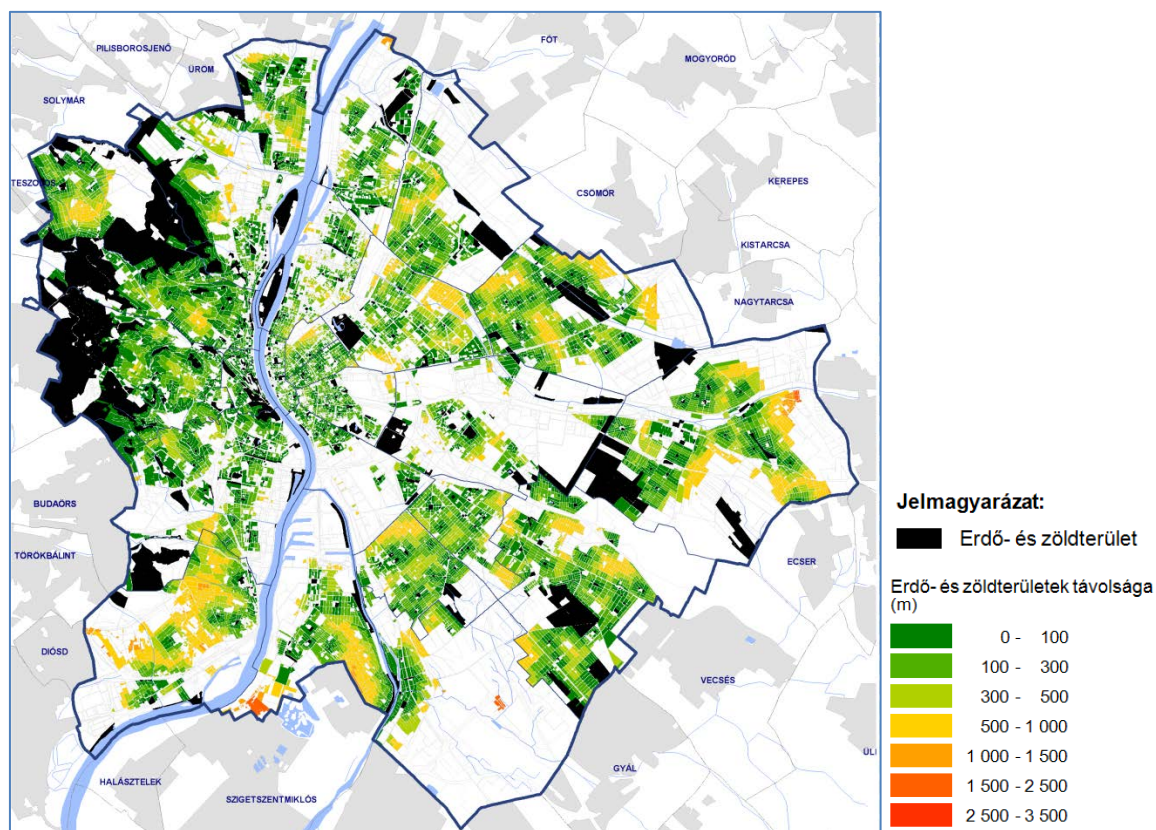 PILISBOROSJENŐ
FÓT
MOGYORÓD
ÜRÖM
SOLYMÁR
KEREPES
CSÖMÖR
KISTARCSA
NAGYTARCSA
BUDAÖRS
TÖRÖKBÁLINT
ECSER
DIÓSD
VECSÉS
GYÁL
HALÁSZTELEK
SZIGETSZENTMIKLÓS
Jelmagyarázat:
Erdő- és zöldterület
Erdő- és zöldterületek távolsága
(m)
0 - 100
100 - 300
300 - 500
500 - 1 000
1 000 - 1 500
1 500 - 2 500
2 500 - 3 500